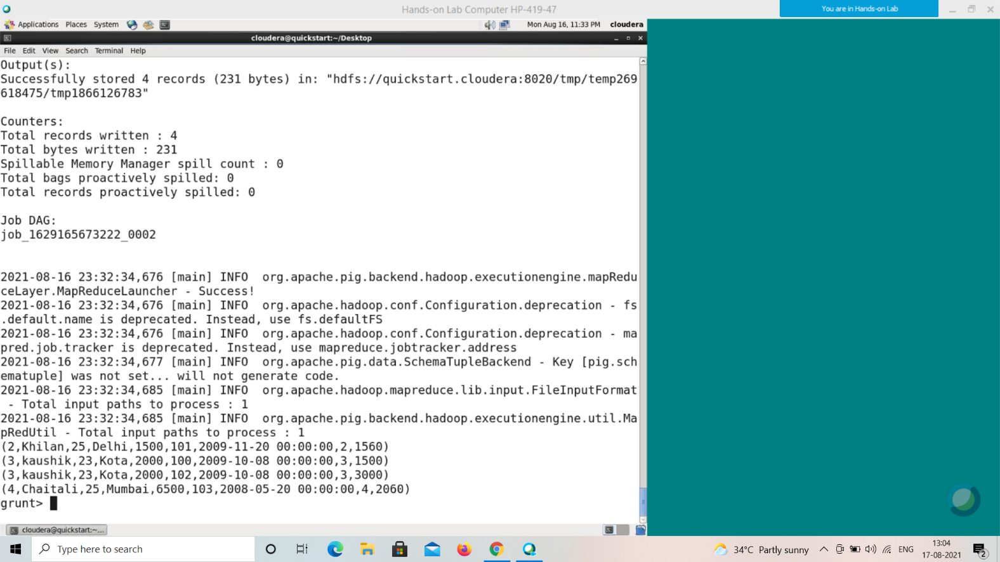 Hands-on Lab Computer HP-419-47
You are in Hands-on Lab
Applications Places System Mon Aug 16, 11:33 PM cloudera
cloudera@quickstart:~/Desktop
File Edit View Search Terminal Help
Output(s):
Successfully stored 4 records (231 bytes) in: "hdfs://quickstart.cloudera:8020/tmp/temp269
618475/tmp1866126783"
Counters:
Total records written : 4
Total bytes written : 231
Spillable Memory Manager spill count : 0
Total bags proactively spilled: 0
Total records proactively spilled: 0
Job DAG:
job_1629165673222_0002
2021-08-16 23:32:34,676 [main] INFO  org.apache.pig.backend.hadoop.executionengine.mapRedu
ceLayer.MapReduceLauncher - Success!
2021-08-16 23:32:34,676 [main] INFO  org.apache.hadoop.conf.Configuration.deprecation - fs
.default.name is deprecated. Instead, use fs.defaultFS
2021-08-16 23:32:34,676 [main] INFO  org.apache.hadoop.conf.Configuration.deprecation - ma
pred.job.tracker is deprecated. Instead, use mapreduce.jobtracker.address
2021-08-16 23:32:34,677 [main] INFO  org.apache.pig.data.SchemaTupleBackend - Key [pig.sch
ematuple] was not set... will not generate code.
2021-08-16 23:32:34,685 [main] INFO  org.apache.hadoop.mapreduce.lib.input.FileInputFormat
- Total input paths to process : 1
2021-08-16 23:32:34,685 [main] INFO  org.apache.pig.backend.hadoop.executionengine.util.Ma
pRedUtil - Total input paths to process : 1
(2,Khilan,25,Delhi,1500,101,2009-11-20 00:00:00,2,1560)
(3,kaushik,23,Kota,2000,100,2009-10-08 00:00:00,3,1500)
(3,kaushik,23,Kota,2000,102,2009-10-08 00:00:00,3,3000)
(4,Chaitali,25,Mumbai,6500,103,2008-05-20 00:00:00,4,2060)
grunt>
cloudera@quickstart:~...
Type here to search
34°C Partly sunny
ENG
13:04
17-08-2021
2